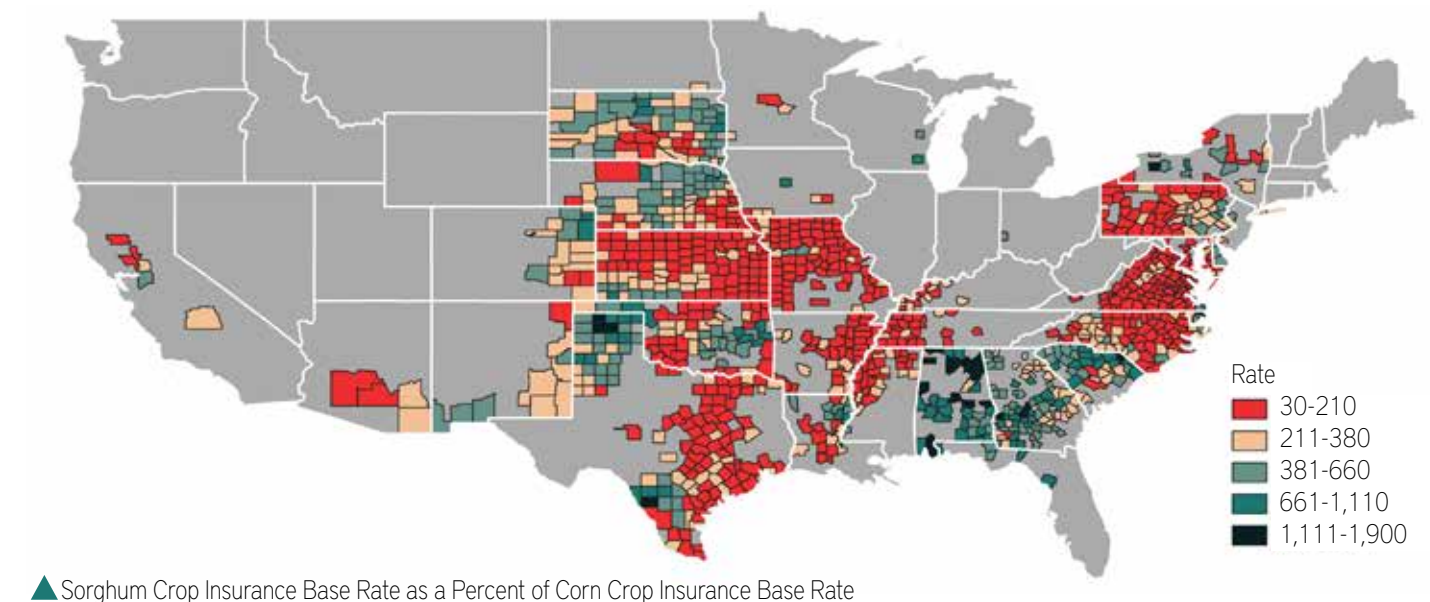 Rate
30-210
211-380
381-660
661-1,110
1,111-1,900
Sorghum Crop Insurance Base Rate as a Percent of Corn Crop Insurance Base Rate